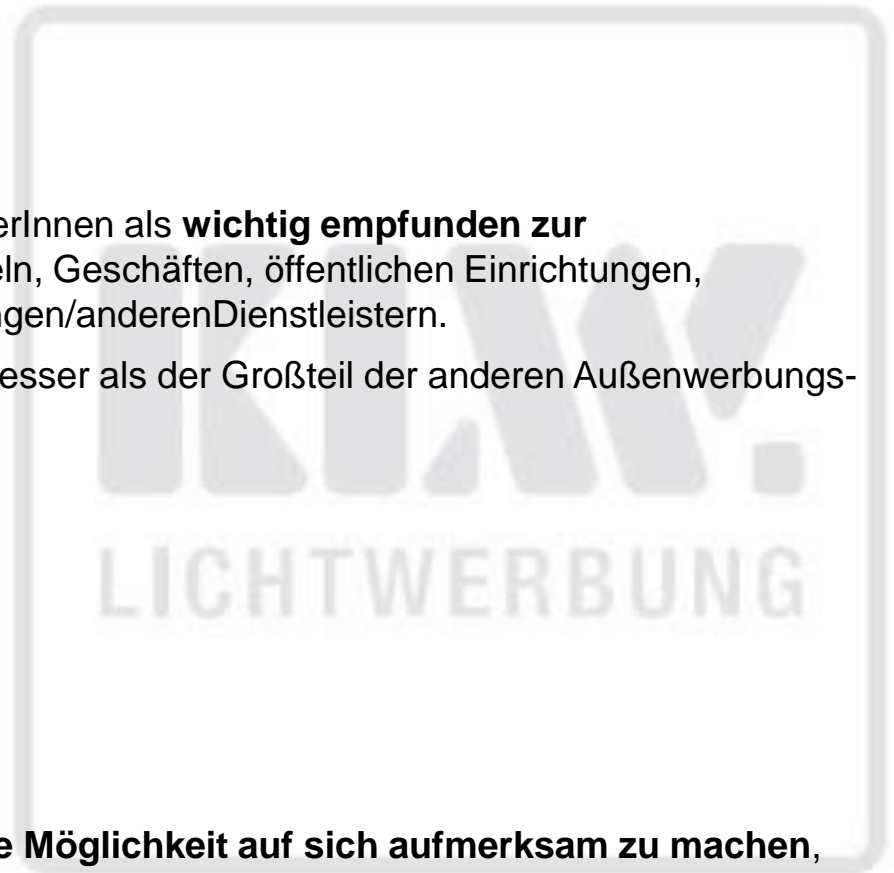 erInnen als wichtig empfunden zur
eln, Geschäften, öffentlichen Einrichtungen,
ngen/anderenDienstleistern.
esser als der Großteil der anderen Außenwerbungs-
KLW.
LICHTWERBUNG
e Möglichkeit auf sich aufmerksam zu machen,